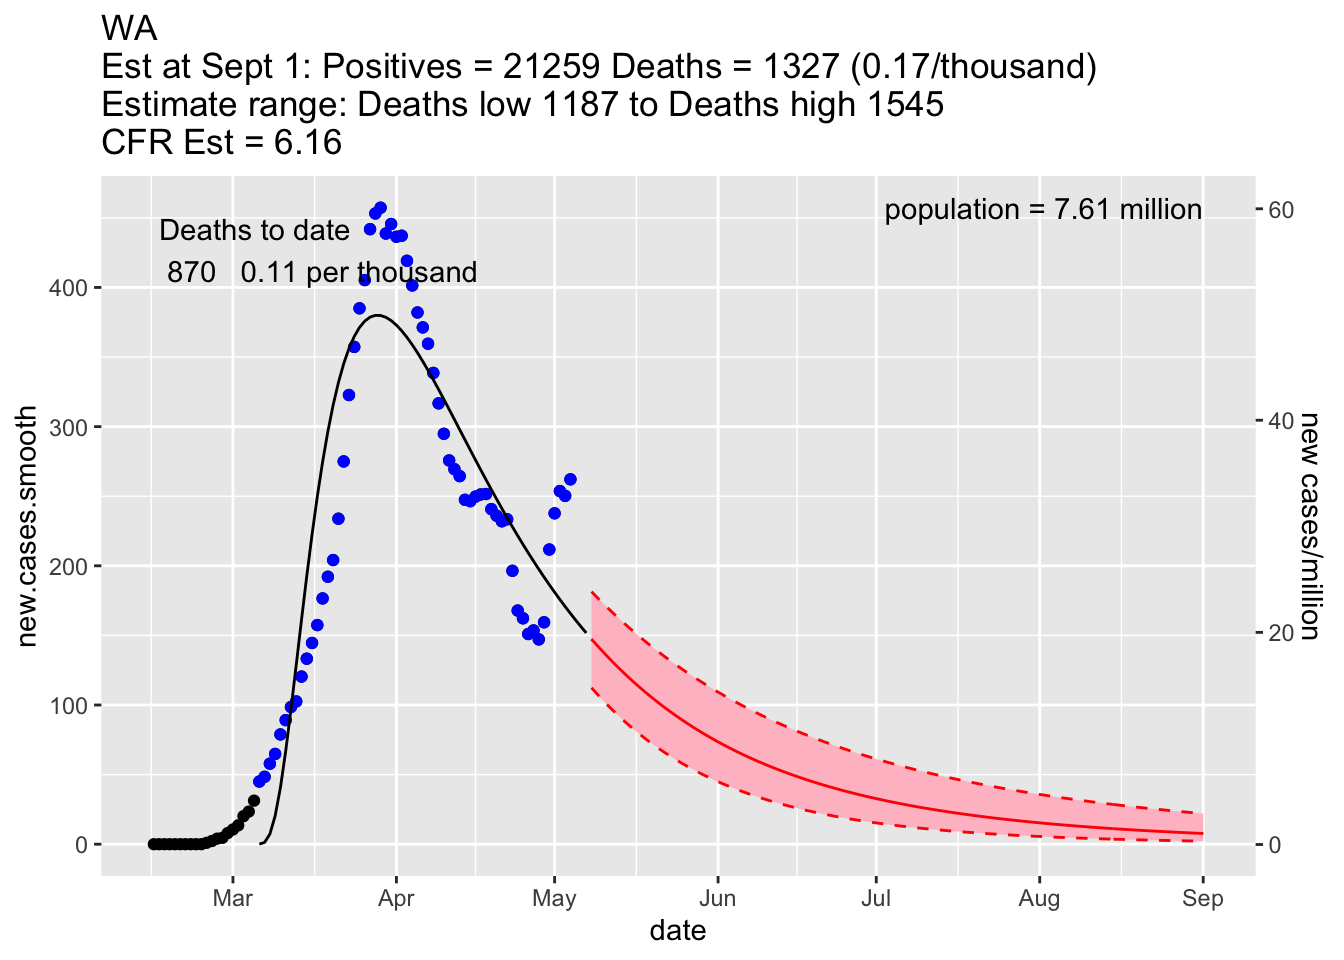 WA
Est at Sept 1: Positives = 21259 Deaths = 1327 (0.17/thousand)
Estimate range: Deaths low 1187 to Deaths high 1545
CFR Est = 6.16
Deaths to date
870 0.11 per thousand
population = 7.61 million
400
300
200
100
0
new.cases.smooth
60
40
20
0
new cases/million
Mar
Apr
May
Jun
Jul
Aug
Sep
date